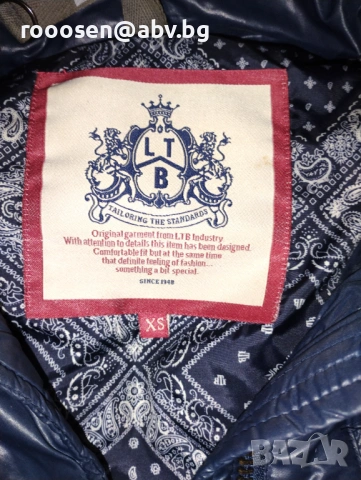 rooosen@abv.bg
L T
B
TAILORING THE STANDARDS
Original garment from LTB Industry
With attention to details this item has been designed.
Comfortable fit but at the same time
that definite feeling of fashion...
something a bit special.
SINCE 1948
XS
BAZAR